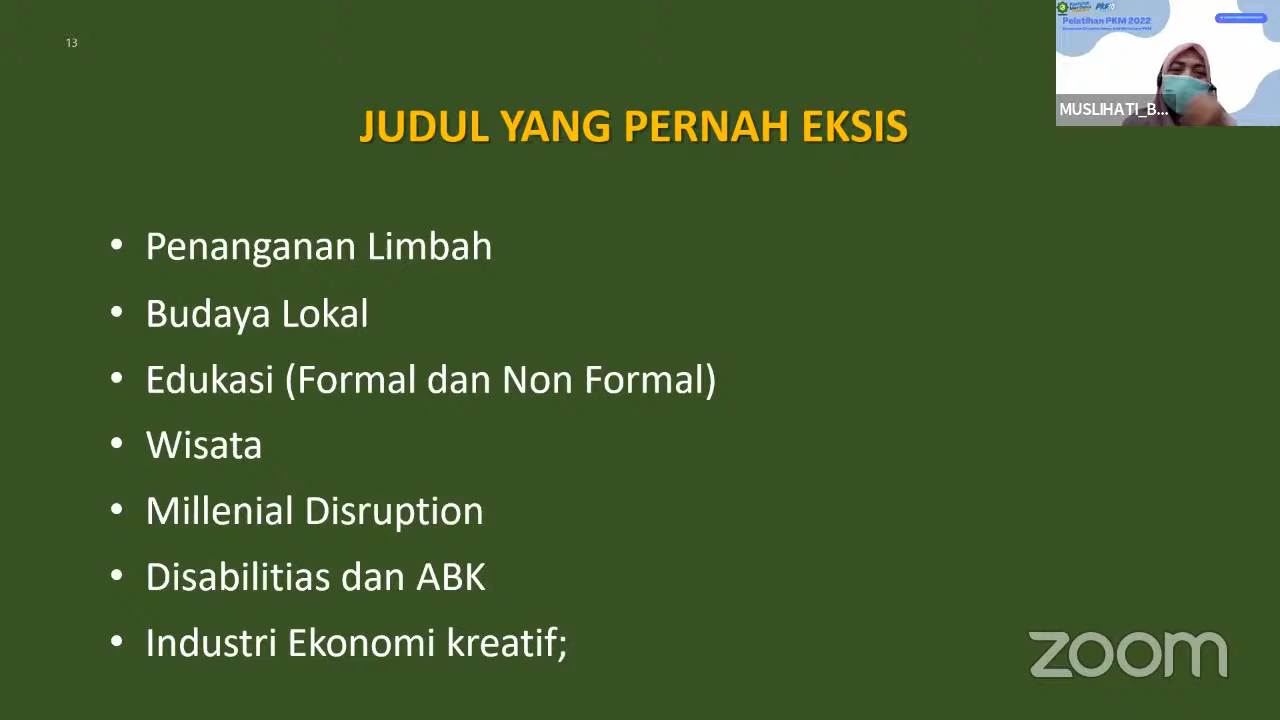 13
JUDUL YANG PERNAH EKSIS
• Penanganan Limbah
• Budaya Lokal
• Edukasi (Formal dan Non Formal)
• Wisata
• Millenial Disruption
• Disabilitias dan ABK
• Industri Ekonomi kreatif;
Pelatihan PKM 2022
MUSLIHATI_B...
zoom